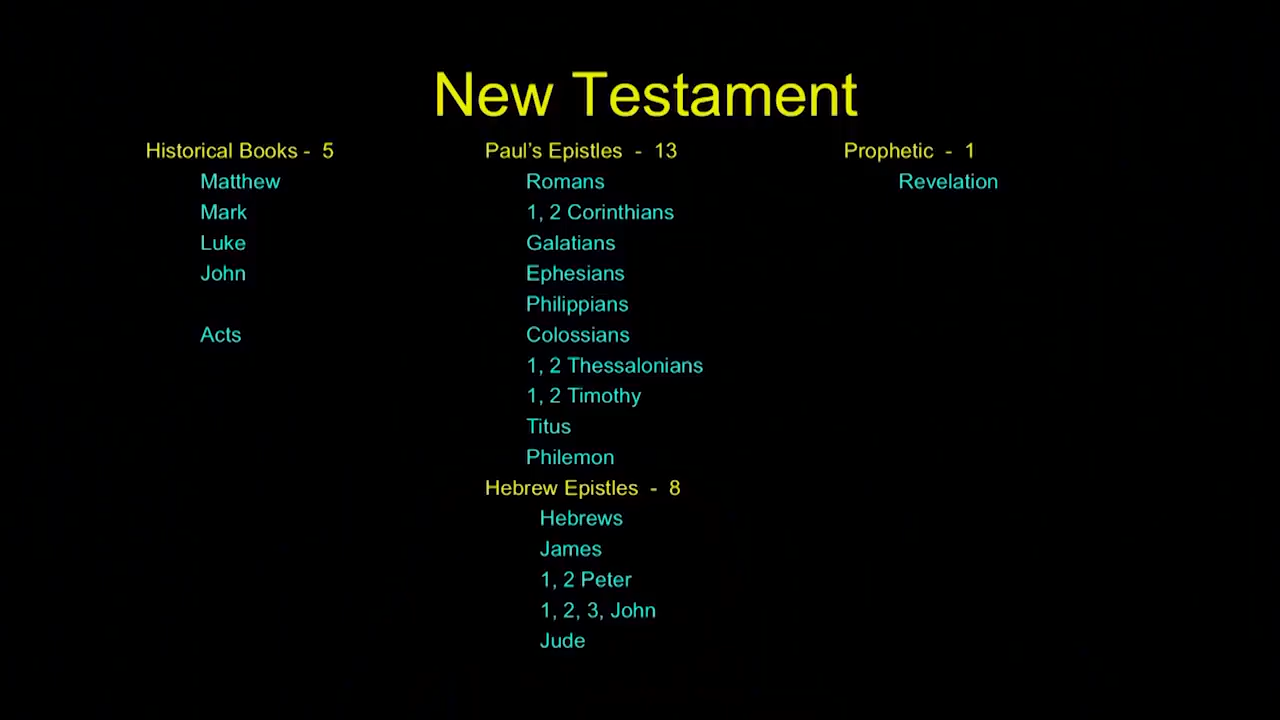 New Testament
Historical Books - 5
Matthew
Mark
Luke
John
Acts
Paul's Epistles - 13
Romans
1, 2 Corinthians
Galatians
Ephesians
Philippians
Colossians
1, 2 Thessalonians
1, 2 Timothy
Titus
Philemon
Hebrew Epistles - 8
Hebrews
James
1, 2 Peter
1, 2, 3, John
Jude
Prophetic - 1
Revelation